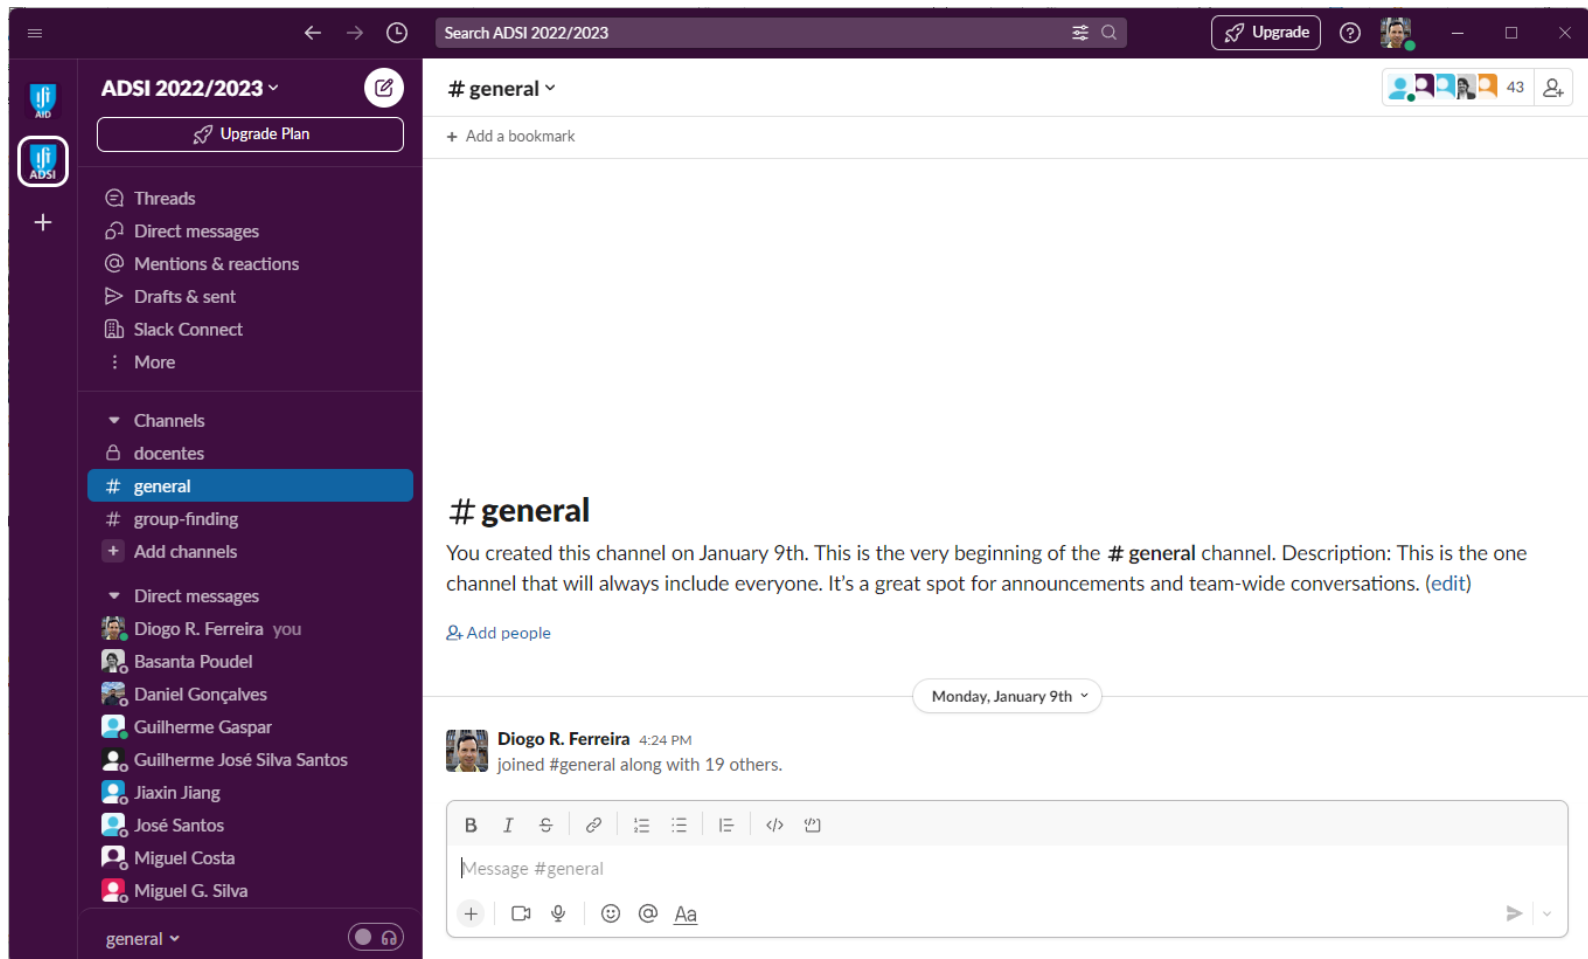 Search ADSI 2022/2023
Upgrade
AID
ADSI
ADSI 2022/2023
Upgrade Plan
Threads
Direct messages
Mentions & reactions
Drafts & sent
Slack Connect
More
Channels
docentes
# general
# group-finding
+ Add channels
Direct messages
Diogo R. Ferreira you
Basanta Poudel
Daniel Gonçalves
Guilherme Gaspar
Guilherme José Silva Santos
Jiaxin Jiang
José Santos
Miguel Costa
Miguel G. Silva
general
# general
43
+ Add a bookmark
# general
You created this channel on January 9th. This is the very beginning of the # general channel. Description: This is the one
channel that will always include everyone. It’s a great spot for announcements and team-wide conversations. (edit)
Add people
Monday, January 9th
Diogo R. Ferreira 4:24 PM
joined #general along with 19 others.
B I S
Message #general
+ @ Aa